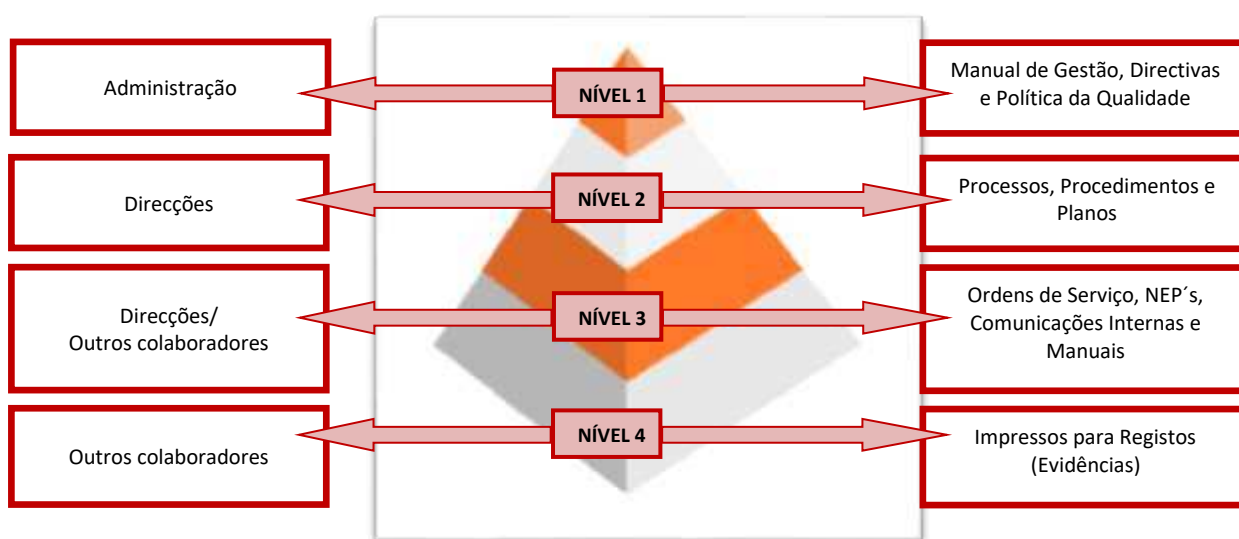 Administração
NÍVEL 1
Manual de Gestão, Directivas
e Política da Qualidade
Direcções
NÍVEL 2
Processos, Procedimentos e
Planos
Direcções/
Outros colaboradores
NÍVEL 3
Ordens de Serviço, NEP´s,
Comunicações Internas e
Manuais
Outros colaboradores
NÍVEL 4
Impressos para Registos
(Evidências)